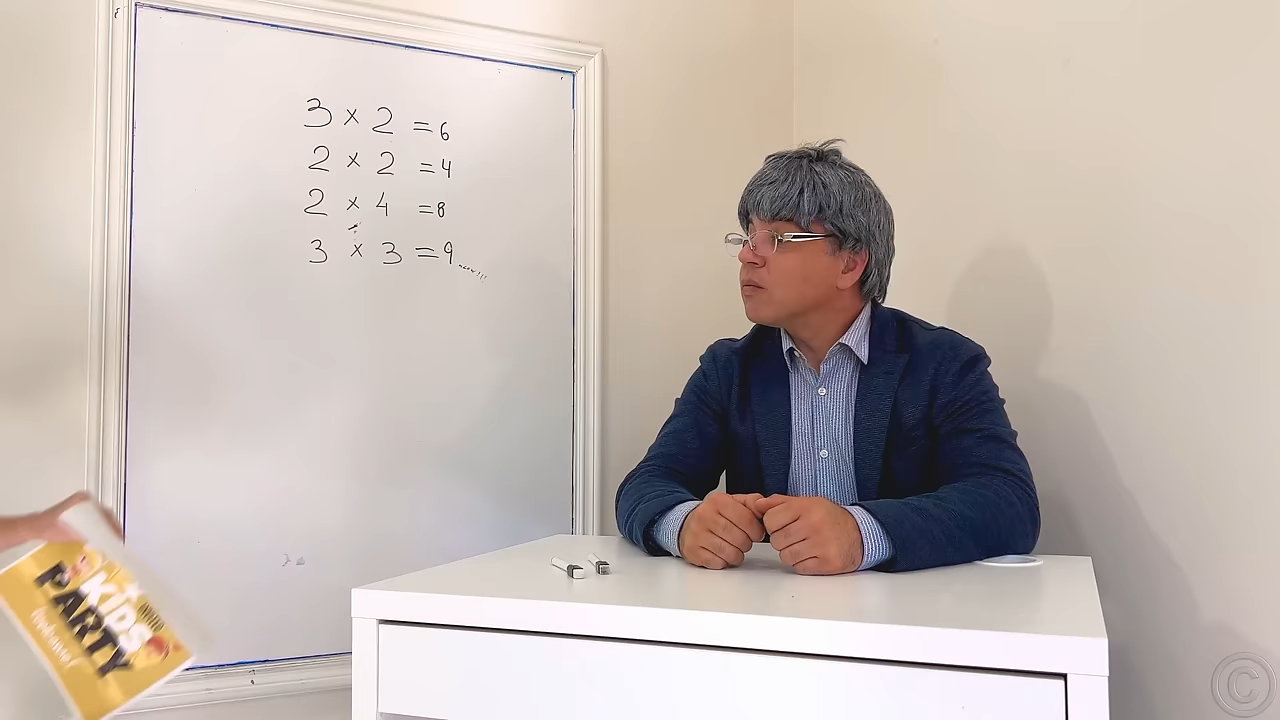 3 x 2 = 6
2 x 2 = 4
2 x 4 = 8
3 x 3 = 9
KIDS
PARTY
©